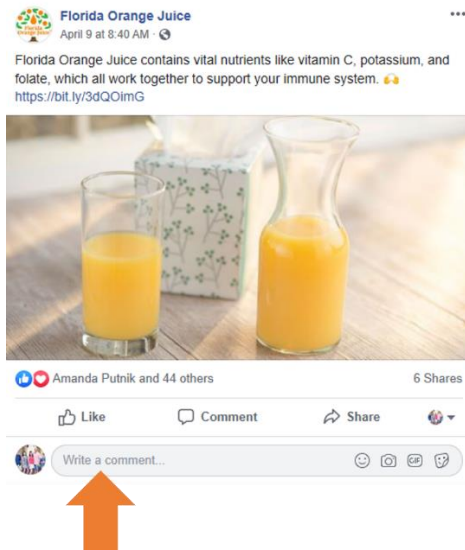 Florida Orange Juice
April 9 at 8:40 AM ·
Florida Orange Juice contains vital nutrients like vitamin C, potassium, and
folate, which all work together to support your immune system.
https://bit.ly/3dQOimG
Amanda Putnik and 44 others
6 Shares
Like
Comment
Share
Write a comment...
GIF